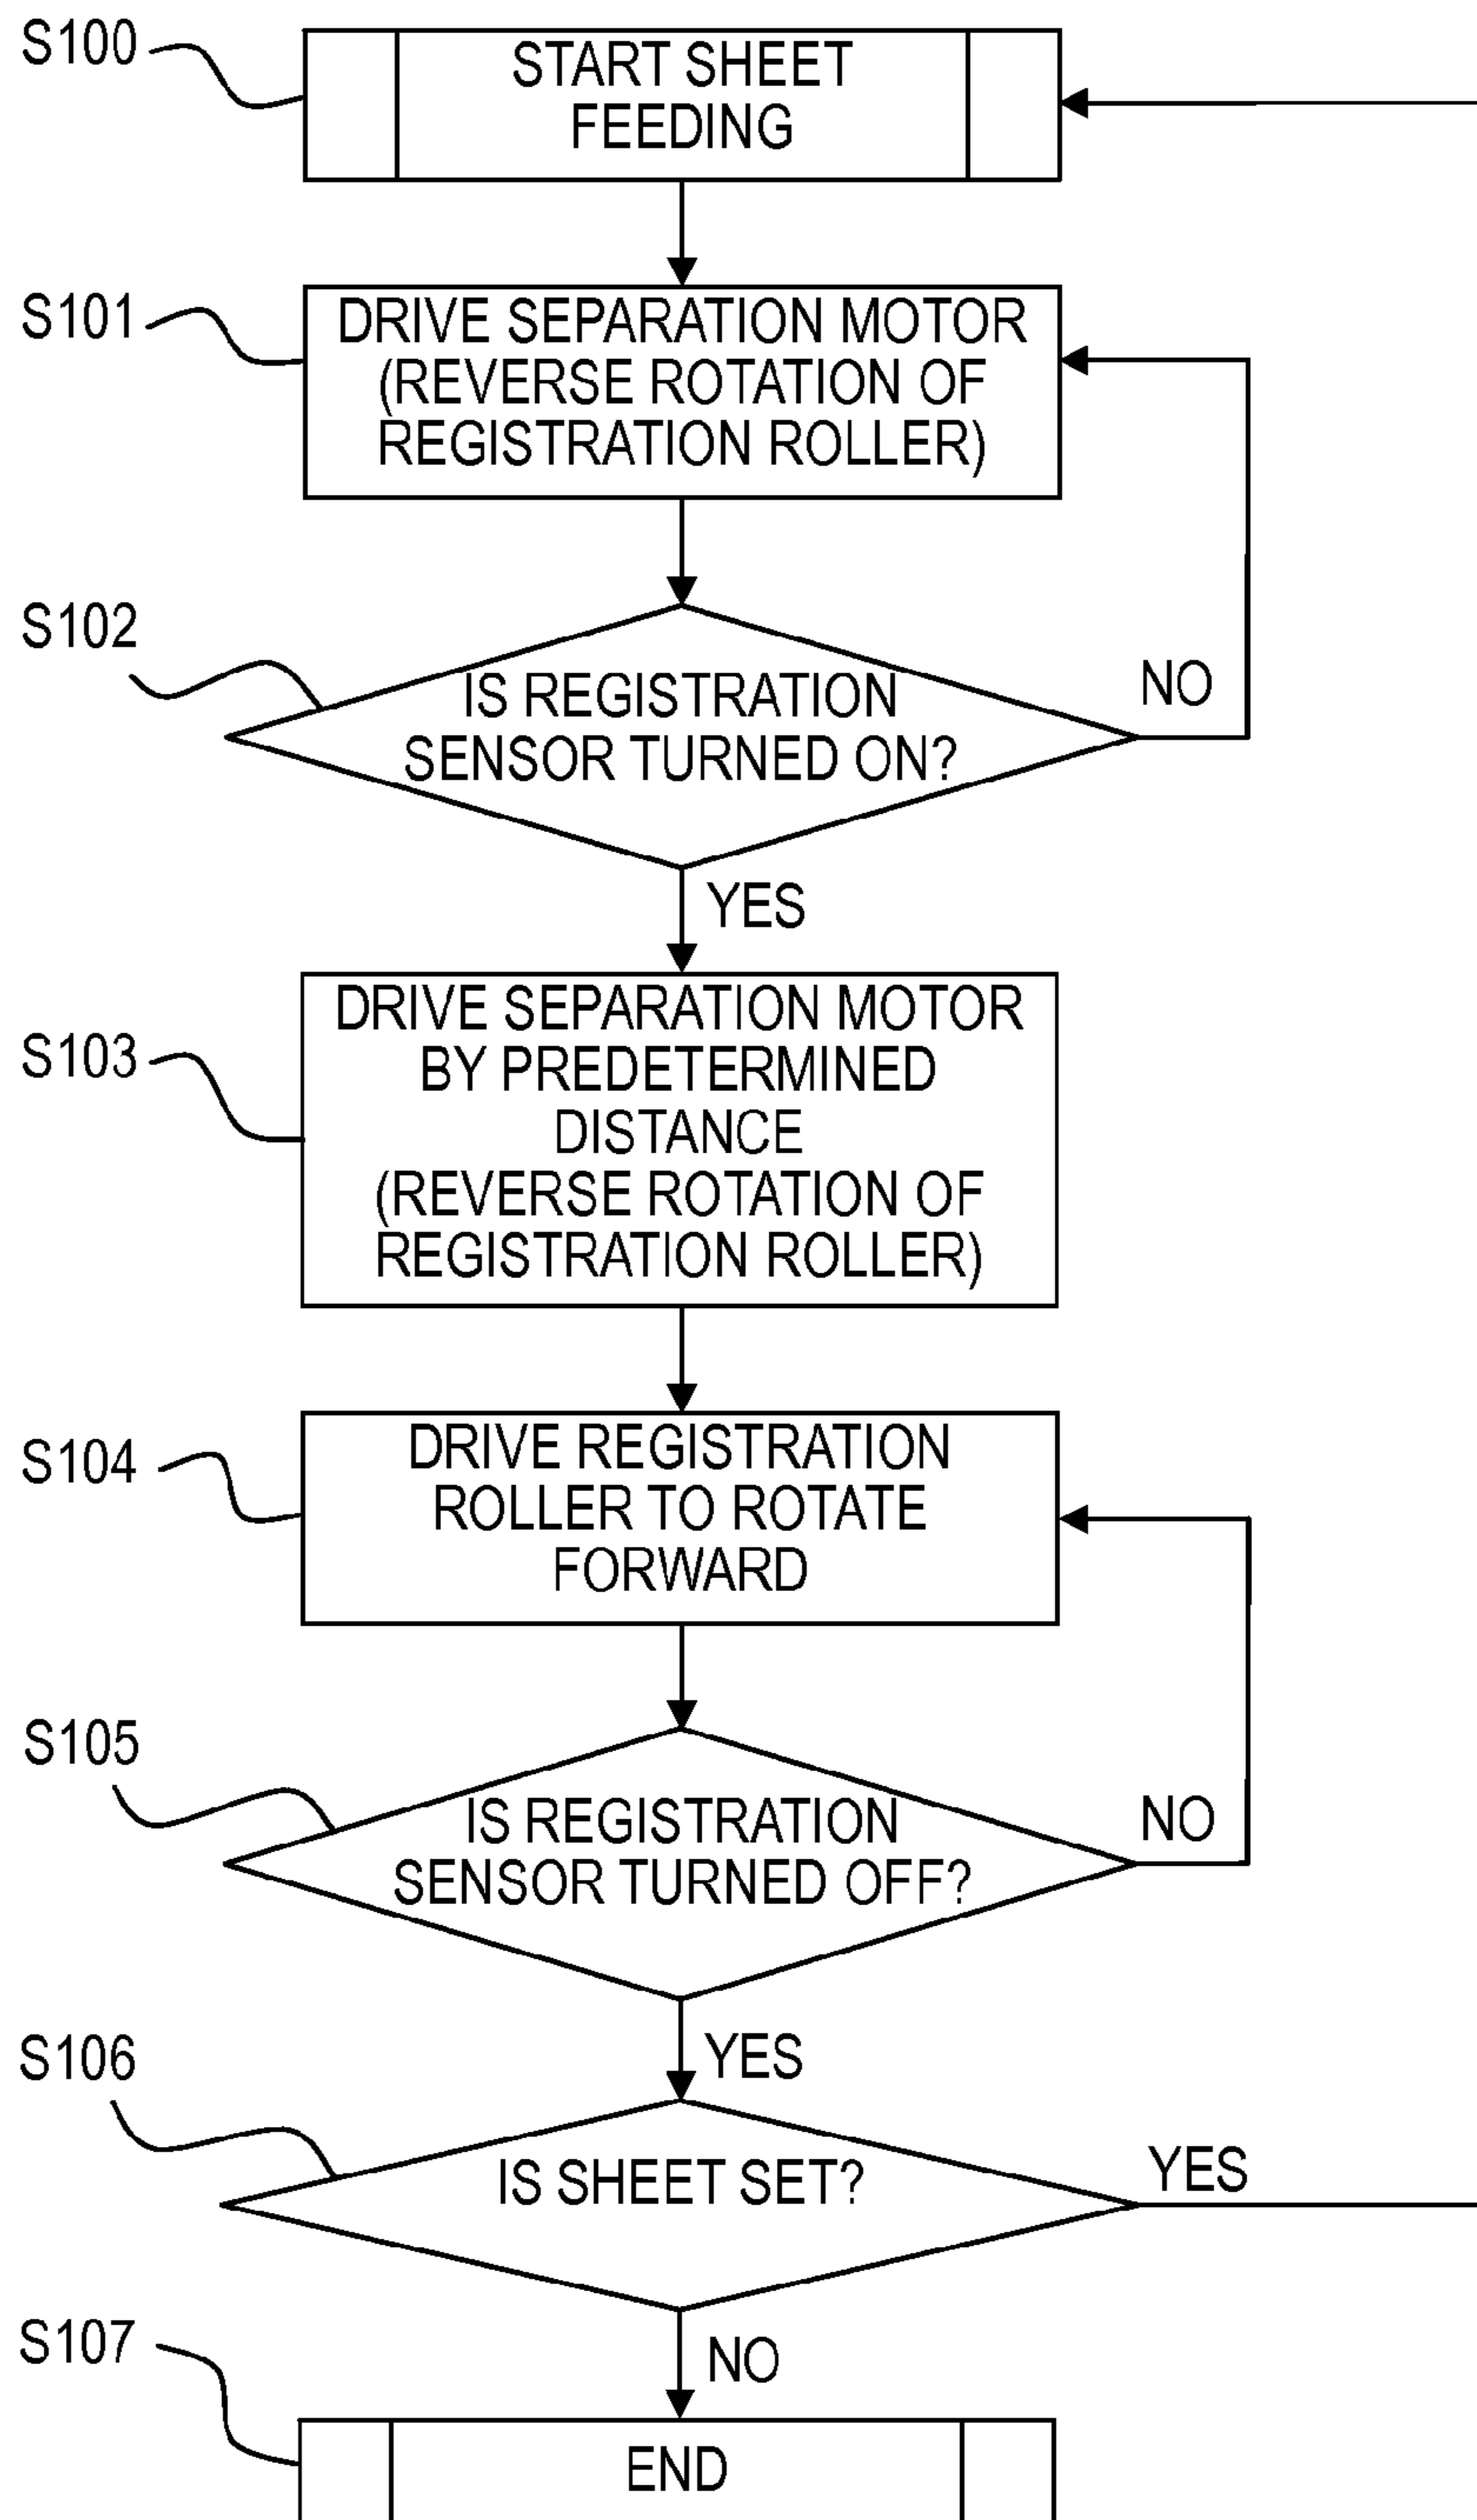 S100
START SHEET
FEEDING
S101
DRIVE SEPARATION MOTOR
(REVERSE ROTATION OF
REGISTRATION ROLLER)
S102
IS REGISTRATION
SENSOR TURNED ON?
NO
YES
S103
DRIVE SEPARATION MOTOR
BY PREDETERMINED
DISTANCE
(REVERSE ROTATION OF
REGISTRATION ROLLER)
S104
DRIVE REGISTRATION
ROLLER TO ROTATE
FORWARD
S105
IS REGISTRATION
SENSOR TURNED OFF?
NO
YES
S106
IS SHEET SET?
YES
S107
NO
END